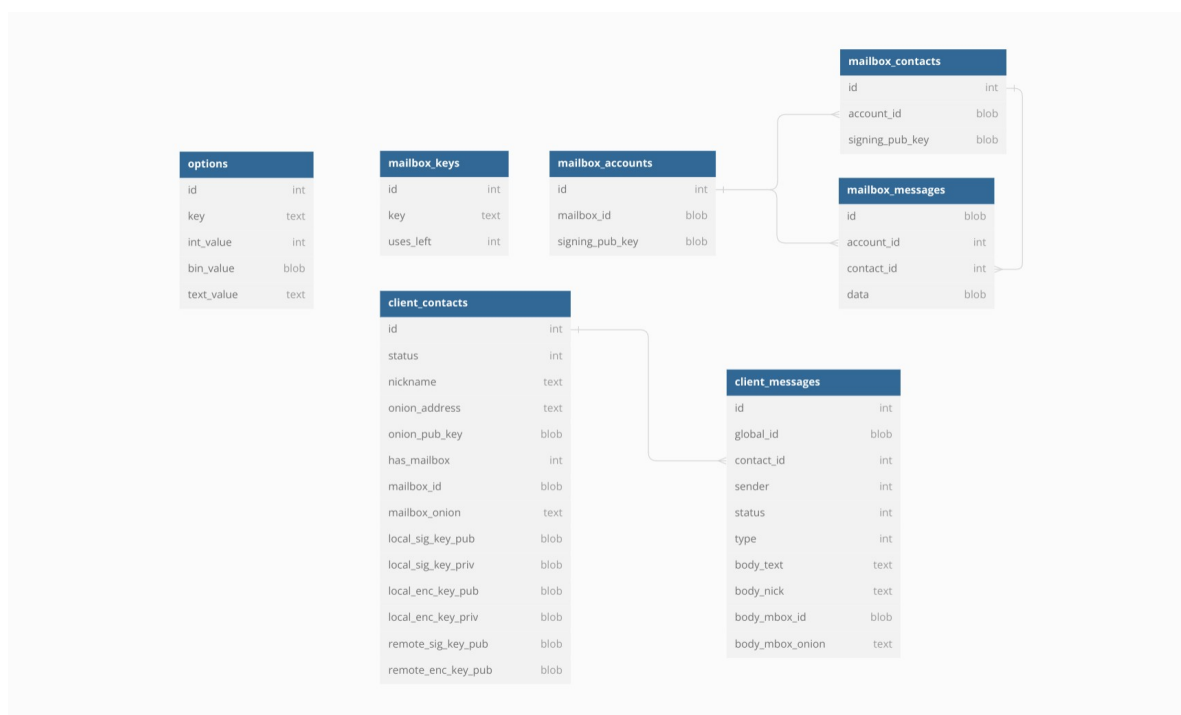 options
id int
key text
int_value int
bin_value blob
text_value text
mailbox_keys
id int
key text
uses_left int
mailbox_accounts
id int
mailbox_id blob
signing_pub_key blob
mailbox_contacts
id int
account_id blob
signing_pub_key blob
mailbox_messages
id blob
account_id int
contact_id int
data blob
client_contacts
id int
status int
nickname text
onion_address text
onion_pub_key blob
has_mailbox int
mailbox_id blob
mailbox_onion text
local_sig_key_pub blob
local_sig_key_priv blob
local_enc_key_pub blob
local_enc_key_priv blob
remote_sig_key_pub blob
remote_enc_key_pub blob
client_messages
id int
global_id blob
contact_id int
sender int
status int
type int
body_text text
body_nick text
body_mbox_id blob
body_mbox_onion text